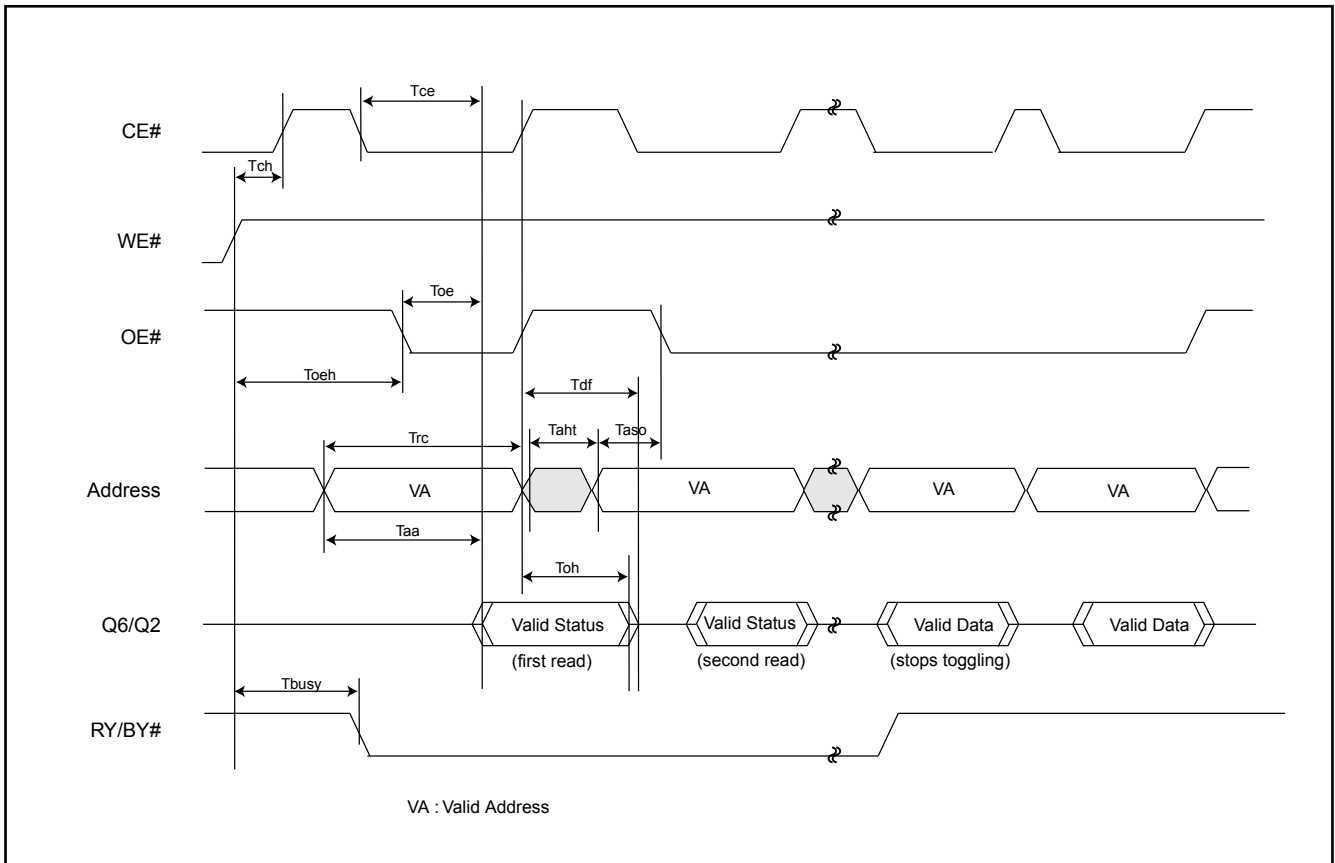 Tce
CE#
Tch
WE#
Toe
OE#
Toeh
Tdf
Trc
Taht
Taso
Address
VA
VA
VA
VA
Taa
Toh
Q6/Q2
Valid Status
Valid Status
Valid Data
Valid Data
(first read)
(second read)
(stops toggling)
Tbusy
RY/BY#
VA : Valid Address